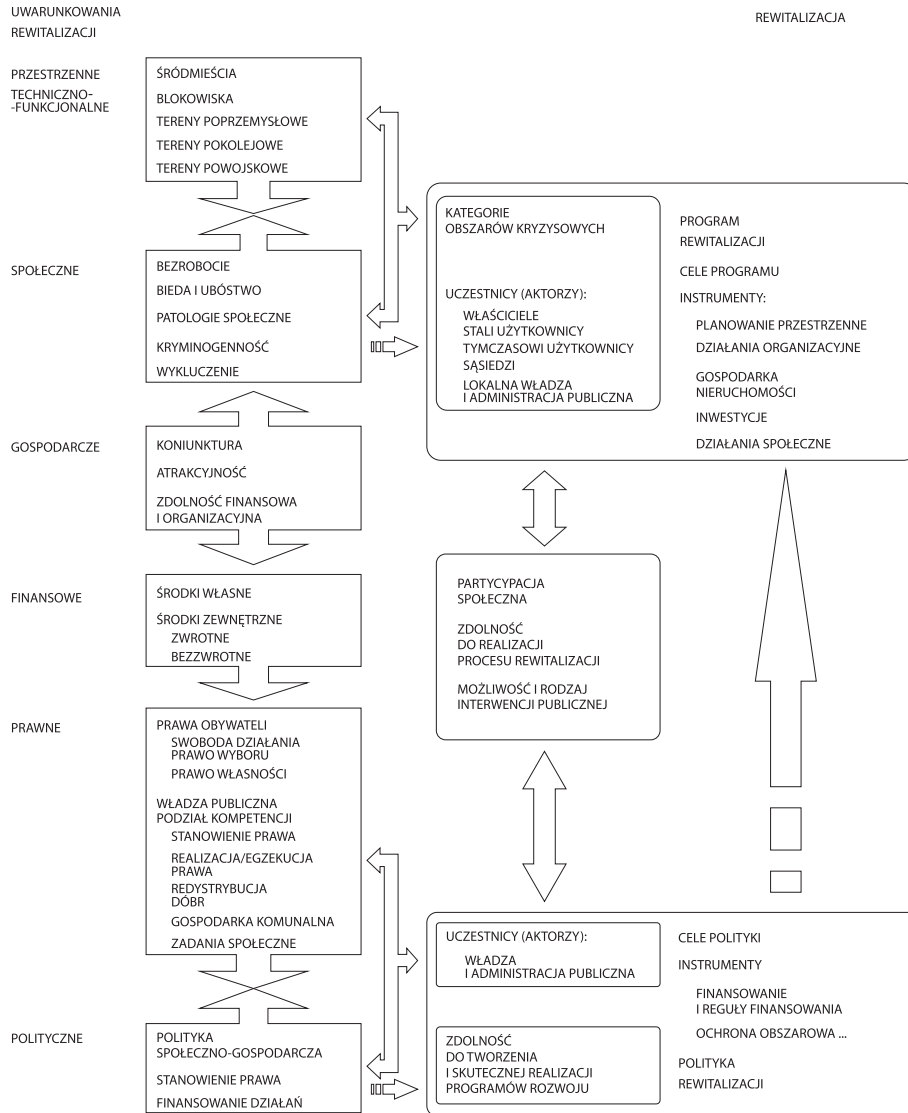 UWARUNKOWANIA
REWITALIZACJI
REWITALIZACJA
PRZESTRZENNE
TECHNICZNO-
-FUNKCJONALNE
ŚRÓDMIEŚCIA
BLOKOWISKA
TERENY POPRZEMYSŁOWE
TERENY POKOLEJOWE
TERENY POWOJSKOWE
SPOŁECZNE
BEZROBOCIE
BIEDA I UBÓSTWO
PATOLOGIE SPOŁECZNE
KRYMINOGENNOŚĆ
WYKLUCZENIE
GOSPODARCZE
KONIUNKTURA
ATRAKCYJNOŚĆ
ZDOLNOŚĆ FINANSOWA
I ORGANIZACYJNA
FINANSOWE
ŚRODKI WŁASNE
ŚRODKI ZEWNĘTRZNE
ZWROTNE
BEZZWROTNE
PRAWNE
PRAWA OBYWATELI
SWOBODA DZIAŁANIA
PRAWO WYBORU
PRAWO WŁASNOŚCI
WŁADZA PUBLICZNA
PODZIAŁ KOMPETENCJI
STANOWIENIE PRAWA
REALIZACJA/EGZEKUCJA
PRAWA
REDYSTRYBUCJA
DÓBR
GOSPODARKA KOMUNALNA
ZADANIA SPOŁECZNE
POLITYCZNE
POLITYKA
SPOŁECZNO-GOSPODARCZA
STANOWIENIE PRAWA
FINANSOWANIE DZIAŁAŃ
KATEGORIE
OBSZARÓW KRYZYSOWYCH
UCZESTNICY (AKTORZY):
WŁAŚCICIELE
STALI UŻYTKOWNICY
TYMCZASOWI UŻYTKOWNICY
SĄSIEDZI
LOKALNA WŁADZA
I ADMINISTRACJA PUBLICZNA
PROGRAM
REWITALIZACJI
CELE PROGRAMU
INSTRUMENTY:
PLANOWANIE PRZESTRZENNE
DZIAŁANIA ORGANIZACYJNE
GOSPODARKA
NIERUCHOMOŚCI
INWESTYCJE
DZIAŁANIA SPOŁECZNE
PARTYCYPACJA
SPOŁECZNA
ZDOLNOŚĆ
DO REALIZACJI
PROCESU REWITALIZACJI
MOŻLIWOŚĆ I RODZAJ
INTERWENCJI PUBLICZNEJ
UCZESTNICY (AKTORZY):
WŁADZA
I ADMINISTRACJA PUBLICZNA
ZDOLNOŚĆ
DO TWORZENIA
I SKUTECZNEJ REALIZACJI
PROGRAMÓW ROZWOJU
CELE POLITYKI
INSTRUMENTY
FINANSOWANIE
I REGUŁY FINANSOWANIA
OCHRONA OBSZAROWA ...
POLITYKA
REWITALIZACJI